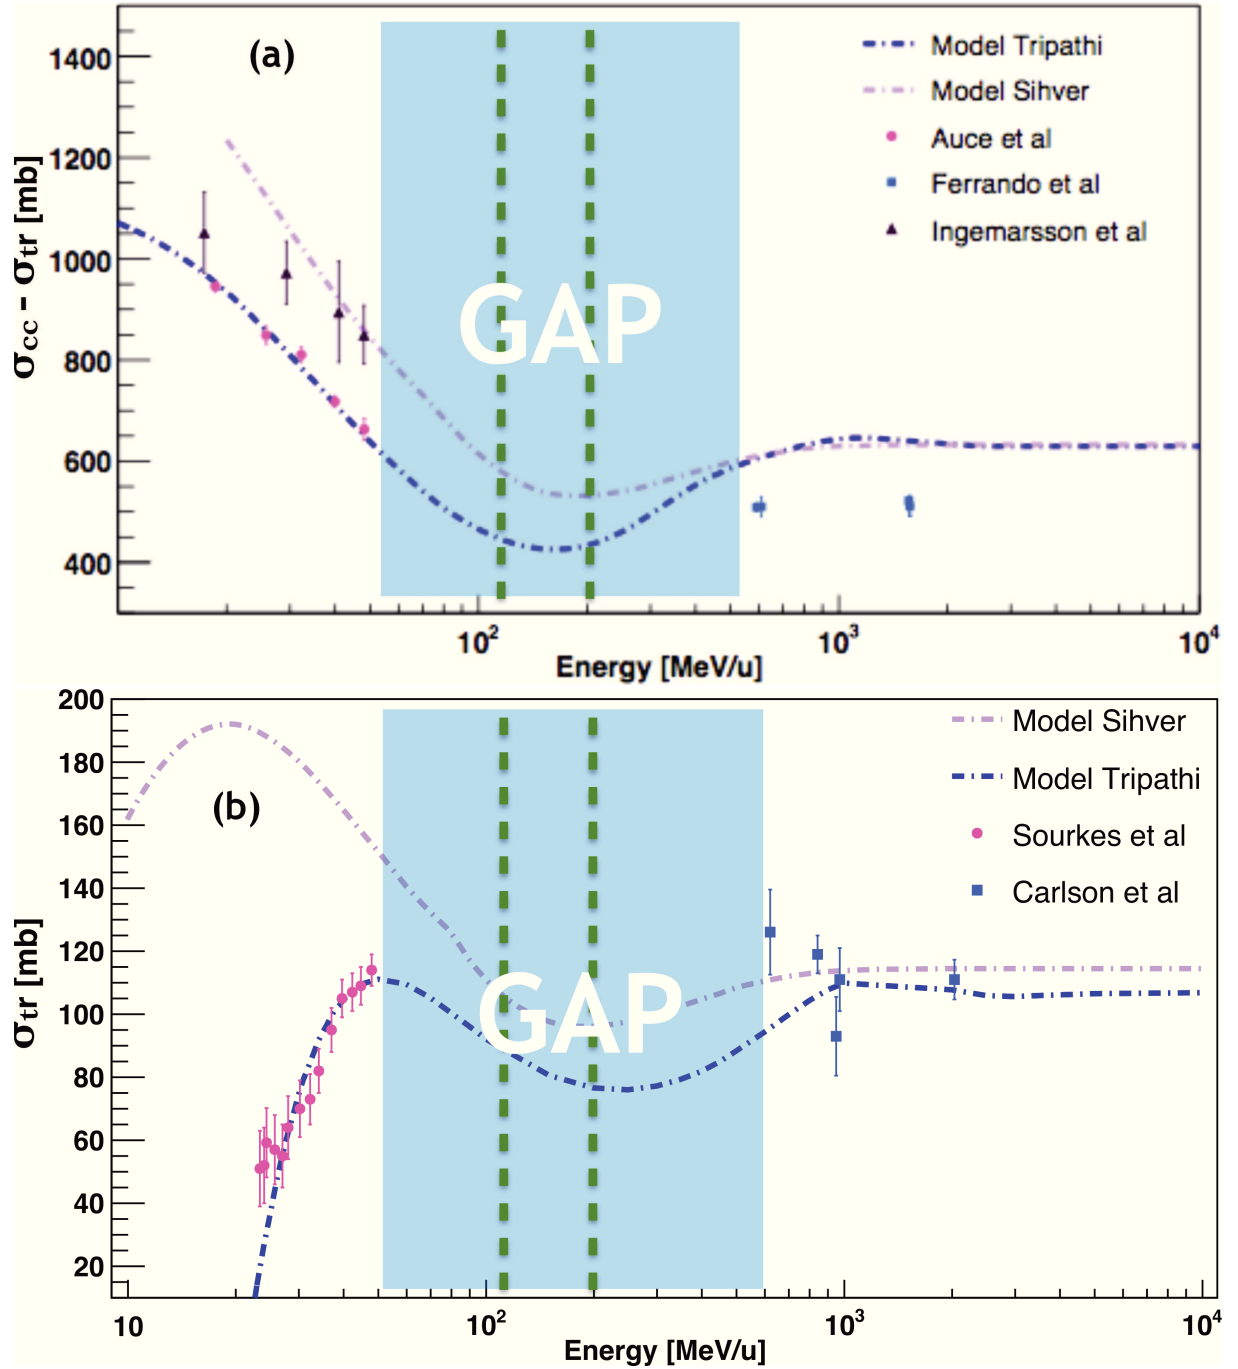 (a)
Model Tripathi
Model Sihver
Auce et al
Ferrando et al
Ingemarsson et al
GAP
σcc - σtr [mb]
1400
1200
1000
800
600
400
10²
10³
10⁴
Energy [MeV/u]
(b)
Model Sihver
Model Tripathi
Sourkes et al
Carlson et al
GAP
σtr [mb]
200
180
160
140
120
100
80
60
40
20
10
10²
10³
10⁴
Energy [MeV/u]